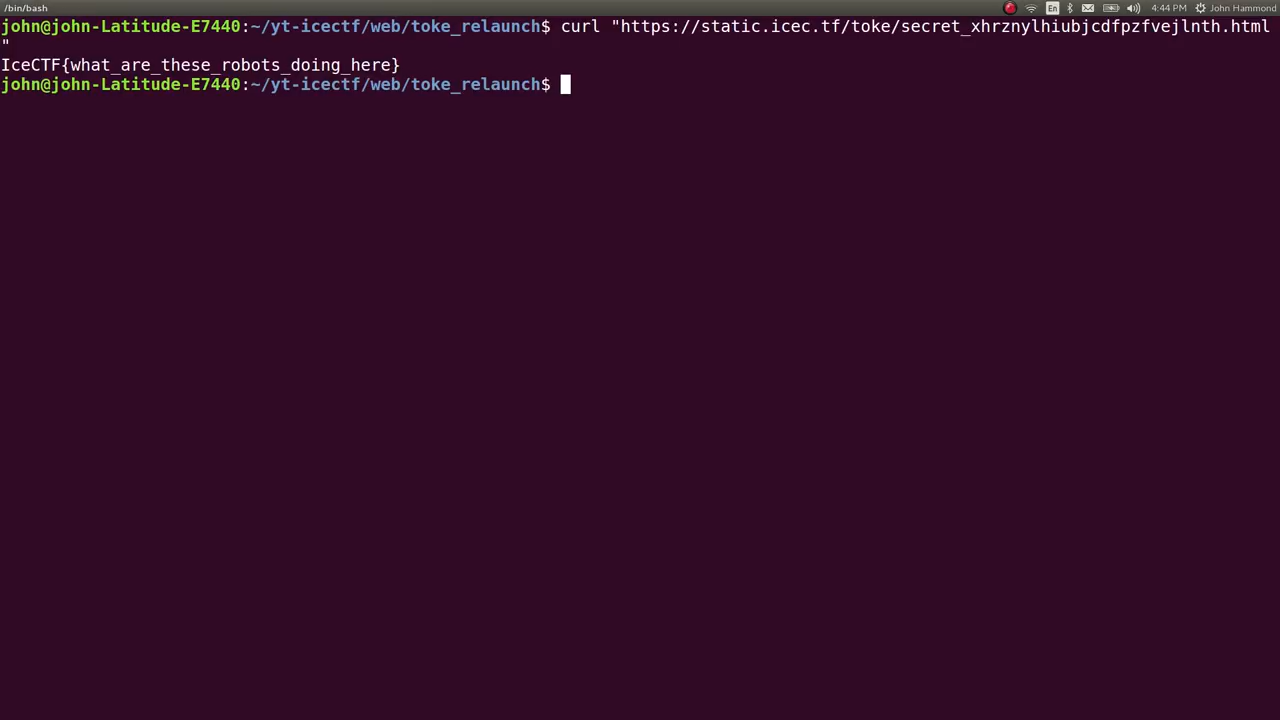 /bin/bash
En
4:44 PM
John Hammond
john@john-Latitude-E7440:~/yt-icectf/web/toke_relaunch$ curl "https://static.icec.tf/toke/secret_xhrznylhiubjcdfpzfvejlnth.html
"
IceCTF{what_are_these_robots_doing_here}
john@john-Latitude-E7440:~/yt-icectf/web/toke_relaunch$